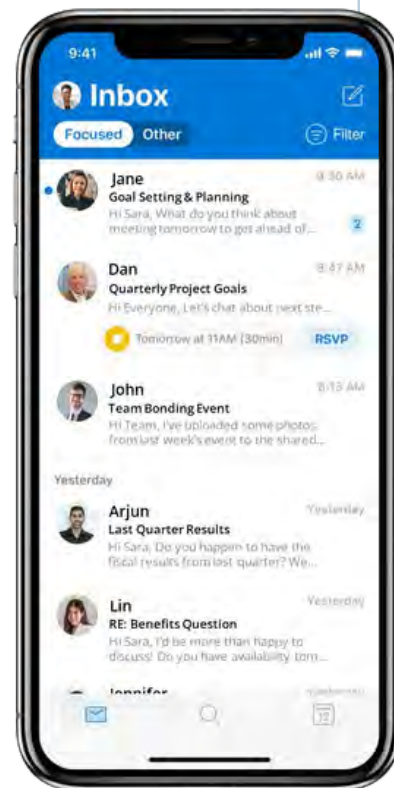 9:41
Inbox
Focused Other Filter
Jane 9:30 AM
Goal Setting & Planning
Hi Sara, What do you think about
meeting tomorrow to get ahead of... 2
Dan 8:47 AM
Quarterly Project Goals
Hi Everyone, Let's chat about next ste...
Tomorrow at 11AM (30min) RSVP
John 8:13 AM
Team Bonding Event
Hi Team, I've uploaded some photos
from last week's event to the shared...
Yesterday
Arjun Yesterday
Last Quarter Results
Hi Sara, Do you happen to have the
fiscal results from last quarter? We...
Lin Yesterday
RE: Benefits Question
Hi Sara, I'd be more than happy to
discuss! Do you have availability tom...
Jennifer Yesterday
12